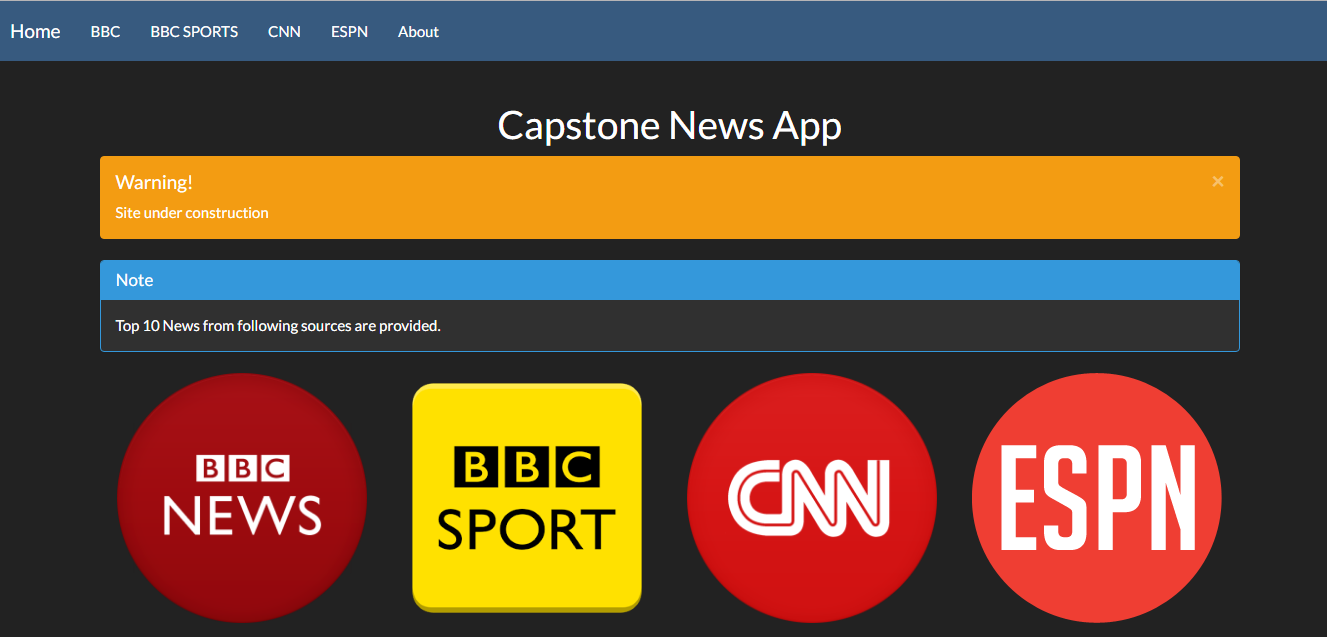 Home BBC BBC SPORTS CNN ESPN About
Capstone News App
Warning! ×
Site under construction
Note
Top 10 News from following sources are provided.
BBC
NEWS
BBC
SPORT
CNN
ESPN